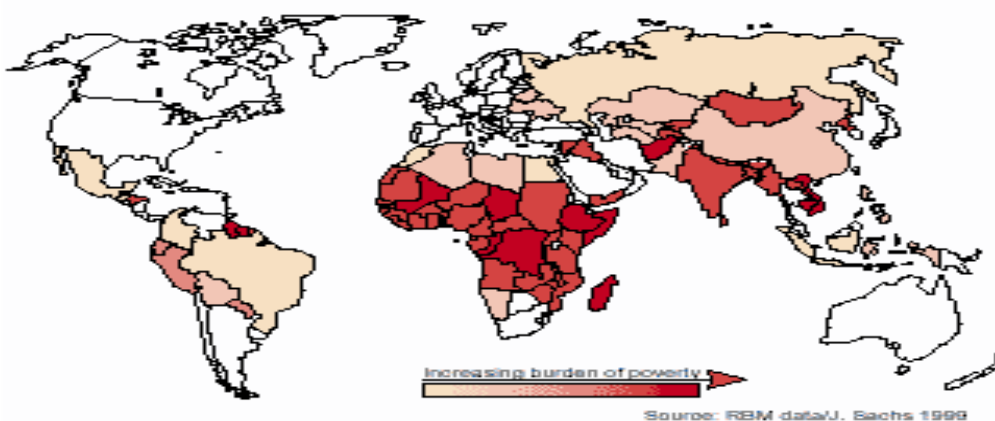 Increasing burden of poverty
Source: RBM data/J. Sachs 1999